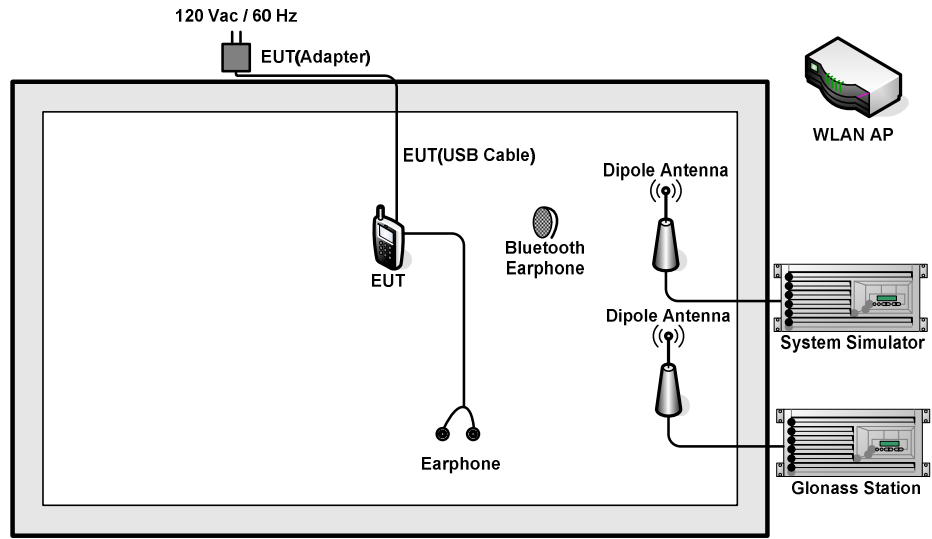 120 Vac / 60 Hz
EUT(Adapter)
WLAN AP
EUT(USB Cable)
Dipole Antenna
Bluetooth
Earphone
EUT
Dipole Antenna
System Simulator
Earphone
Glonass Station